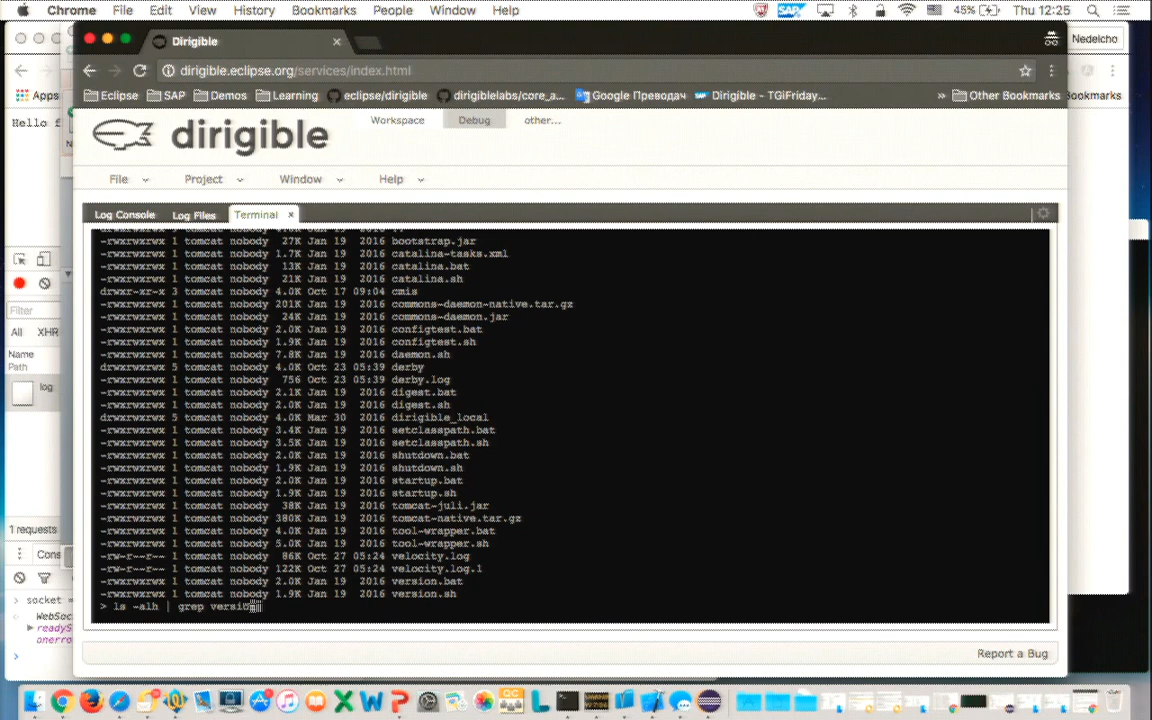 Chrome File Edit View History Bookmarks People Window Help SAP 45% Thu 12:25
Dirigible
Nedelcho
dirigible.eclipse.org/services/index.html
Apps
Eclipse SAP Demos Learning eclipse/dirigible dirigiblelabs/core_a... Google Преводач Dirigible - TGiFriday... » Other Bookmarks
Bookmarks
Hello
dirigible
Workspace Debug other...
File Project Window Help
Log Console Log Files Terminal ×
-rwxrwxrwx 1 tomcat nobody 27K Jan 19 2016 bootstrap.jar
-rwxrwxrwx 1 tomcat nobody 1.7K Jan 19 2016 catalina-tasks.xml
-rwxrwxrwx 1 tomcat nobody 13K Jan 19 2016 catalina.bat
-rwxrwxrwx 1 tomcat nobody 21K Jan 19 2016 catalina.sh
drwxr-xr-x 3 tomcat nobody 4.0K Oct 17 09:04 cmis
-rwxrwxrwx 1 tomcat nobody 201K Jan 19 2016 commons-daemon-native.tar.gz
-rwxrwxrwx 1 tomcat nobody 24K Jan 19 2016 commons-daemon.jar
-rwxrwxrwx 1 tomcat nobody 2.0K Jan 19 2016 configtest.bat
-rwxrwxrwx 1 tomcat nobody 1.9K Jan 19 2016 configtest.sh
-rwxrwxrwx 1 tomcat nobody 7.8K Jan 19 2016 daemon.sh
drwxrwxrwx 5 tomcat nobody 4.0K Oct 23 05:39 derby
-rwxrwxrwx 1 tomcat nobody 756 Oct 23 05:39 derby.log
-rwxrwxrwx 1 tomcat nobody 2.1K Jan 19 2016 digest.bat
-rwxrwxrwx 1 tomcat nobody 2.0K Jan 19 2016 digest.sh
drwxrwxrwx 5 tomcat nobody 4.0K Mar 30 2016 dirigible_local
-rwxrwxrwx 1 tomcat nobody 3.4K Jan 19 2016 setclasspath.bat
-rwxrwxrwx 1 tomcat nobody 3.5K Jan 19 2016 setclasspath.sh
-rwxrwxrwx 1 tomcat nobody 2.0K Jan 19 2016 shutdown.bat
-rwxrwxrwx 1 tomcat nobody 1.9K Jan 19 2016 shutdown.sh
-rwxrwxrwx 1 tomcat nobody 2.0K Jan 19 2016 startup.bat
-rwxrwxrwx 1 tomcat nobody 1.9K Jan 19 2016 startup.sh
-rwxrwxrwx 1 tomcat nobody 38K Jan 19 2016 tomcat-juli.jar
-rwxrwxrwx 1 tomcat nobody 380K Jan 19 2016 tomcat-native.tar.gz
-rwxrwxrwx 1 tomcat nobody 4.0K Jan 19 2016 tool-wrapper.bat
-rwxrwxrwx 1 tomcat nobody 5.0K Jan 19 2016 tool-wrapper.sh
-rw-r--r-- 1 tomcat nobody 86K Oct 27 05:24 velocity.log
-rw-r--r-- 1 tomcat nobody 122K Oct 27 05:24 velocity.log.1
-rwxrwxrwx 1 tomcat nobody 2.0K Jan 19 2016 version.bat
-rwxrwxrwx 1 tomcat nobody 1.9K Jan 19 2016 version.sh
> ls -alh | grep versi
Report a Bug
Filter
All XHR
Name
Path
log
1 requests
Cons
> socket =
WebSoc
readyS
onerro